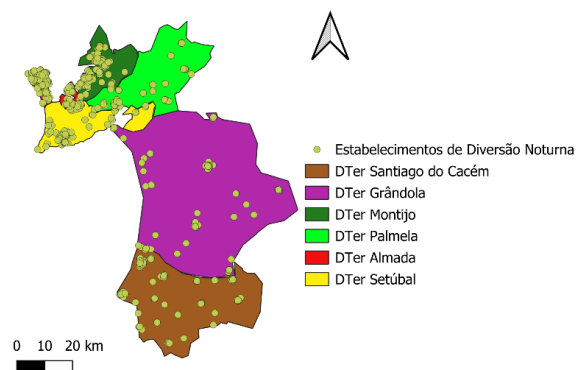 Estabelecimentos de Diversão Noturna
DTer Santiago do Cacém
DTer Grândola
DTer Montijo
DTer Palmela
DTer Almada
DTer Setúbal
0 10 20 km